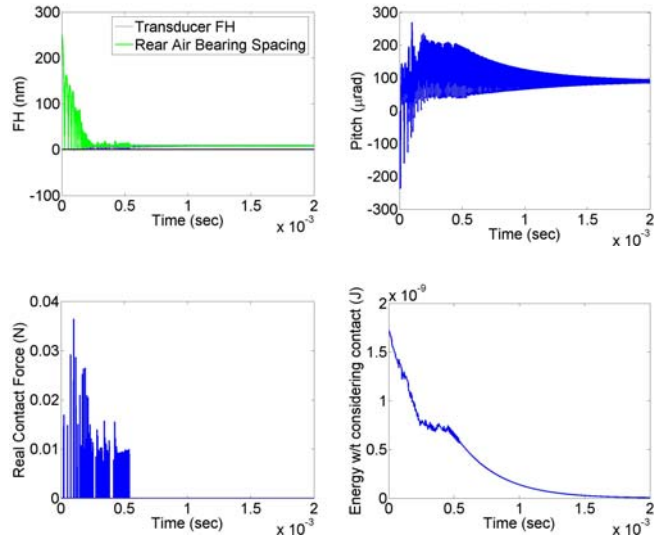 300
200
100
0
-100
FH (nm)
Transducer FH
Rear Air Bearing Spacing
0
0.5
1
1.5
2
Time (sec)
x 10⁻³
300
200
100
0
-100
-200
-300
Pitch (μrad)
0
0.5
1
1.5
2
Time (sec)
x 10⁻³
0.04
0.03
0.02
0.01
0
Real Contact Force (N)
0
0.5
1
1.5
2
Time (sec)
x 10⁻³
x 10⁻⁹
2
1.5
1
0.5
0
Energy w/t considering contact (J)
0
0.5
1
1.5
2
Time (sec)
x 10⁻³